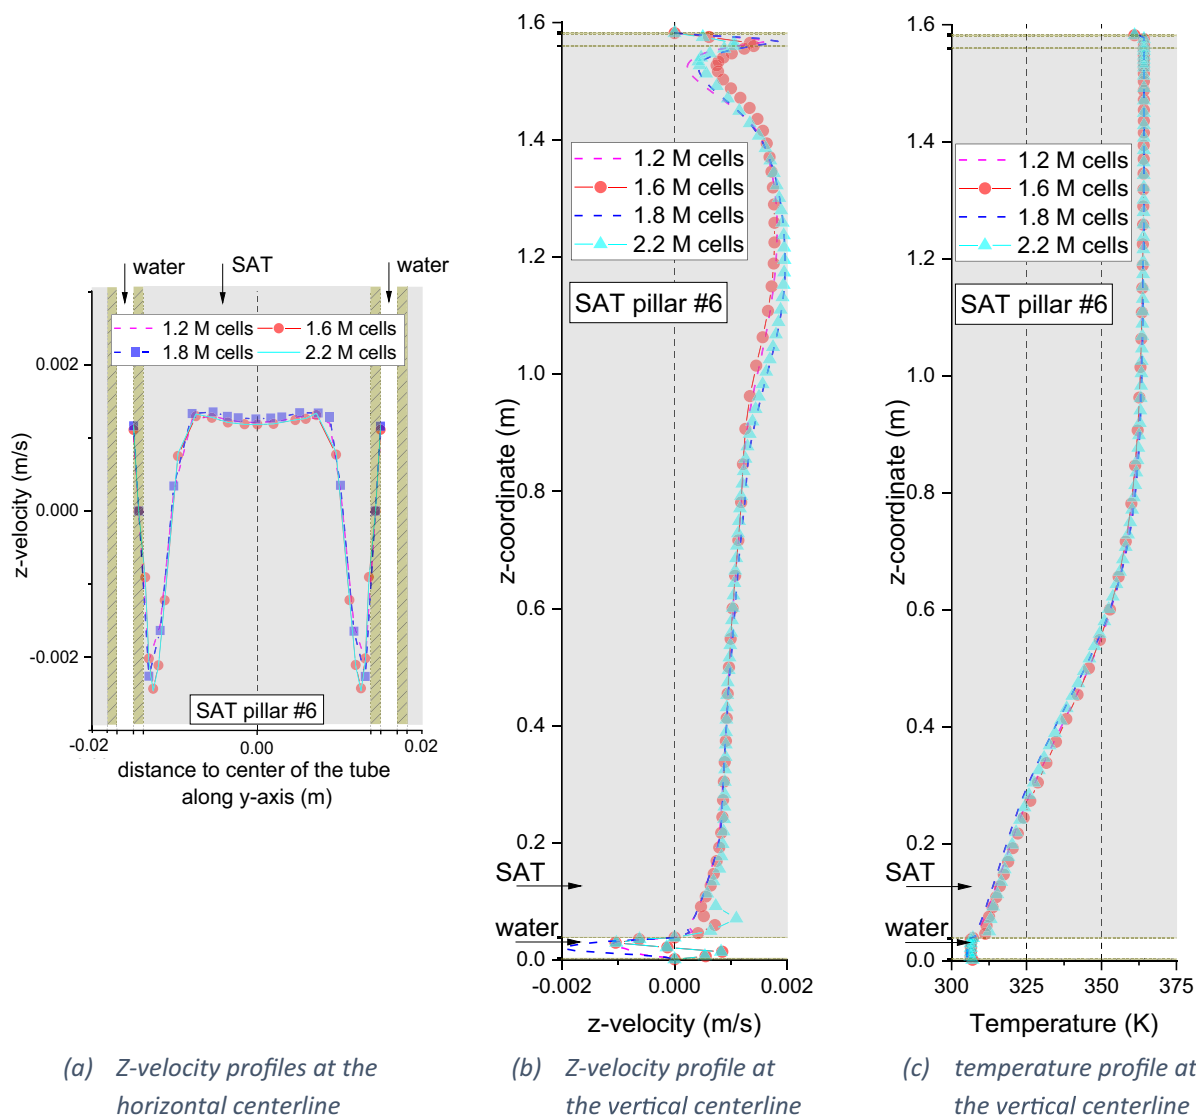 water
SAT
water
1.2 M cells
1.6 M cells
1.8 M cells
2.2 M cells
0.002
0.000
-0.002
z-velocity (m/s)
SAT pillar #6
-0.02
0.00
0.02
distance to center of the tube
along y-axis (m)
(a) Z-velocity profiles at the
horizontal centerline
1.6
1.4
1.2
1.0
0.8
0.6
0.4
0.2
0.0
z-coordinate (m)
1.2 M cells
1.6 M cells
1.8 M cells
2.2 M cells
SAT pillar #6
SAT
water
-0.002
0.000
0.002
z-velocity (m/s)
(b) Z-velocity profile at
the vertical centerline
1.6
1.4
1.2
1.0
0.8
0.6
0.4
0.2
0.0
z-coordinate (m)
1.2 M cells
1.6 M cells
1.8 M cells
2.2 M cells
SAT pillar #6
SAT
water
300
325
350
375
Temperature (K)
(c) temperature profile at
the vertical centerline